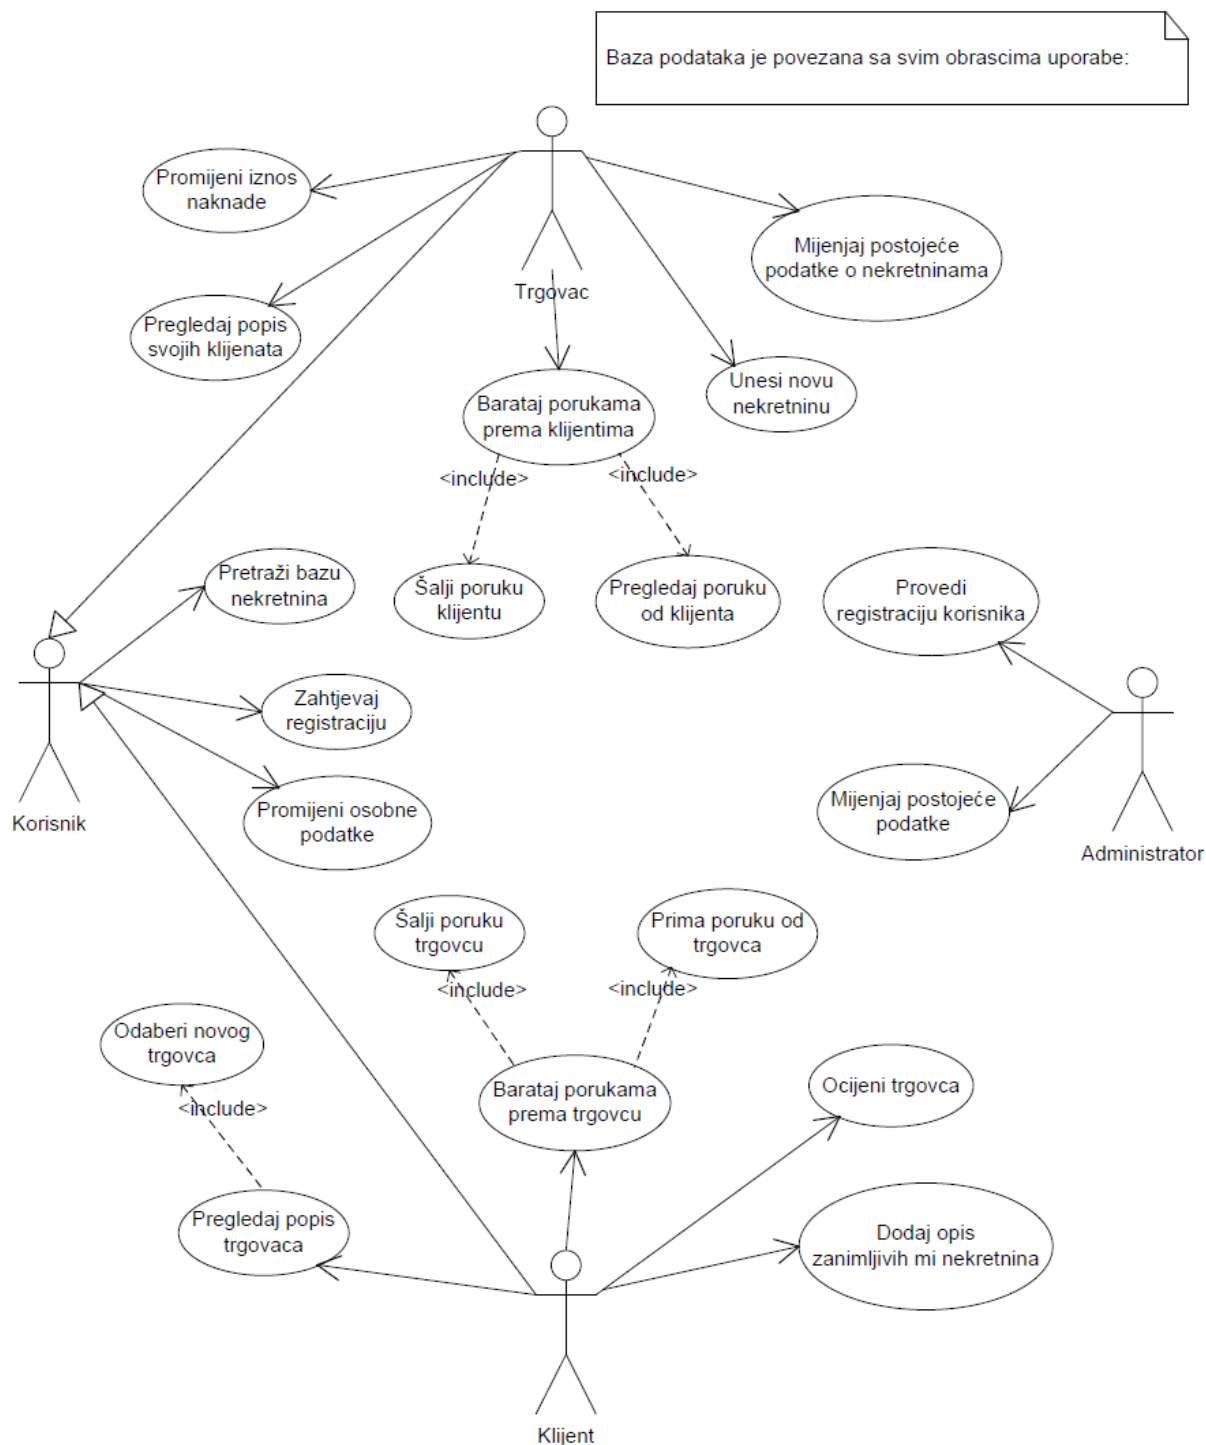 Baza podataka je povezana sa svim obrascima uporabe:
Promijeni iznos
naknade
Mijenjaj postojeće
podatke o nekretninama
Trgovac
Pregledaj popis
svojih klijenata
Unesi novu
nekretninu
Barataj porukama
prema klijentima
<include>
<include>
Pretraži bazu
nekretnina
Šalji poruku
klijentu
Pregledaj poruku
od klijenta
Provedi
registraciju korisnika
Zahtjevaj
registraciju
Promijeni osobne
podatke
Korisnik
Mijenjaj postojeće
podatke
Administrator
Šalji poruku
trgovcu
Prima poruku od
trgovca
<include>
<include>
Odaberi novog
trgovca
<include>
Barataj porukama
prema trgovcu
Ocijeni trgovca
Pregledaj popis
trgovaca
Dodaj opis
zanimljivih mi nekretnina
Klijent